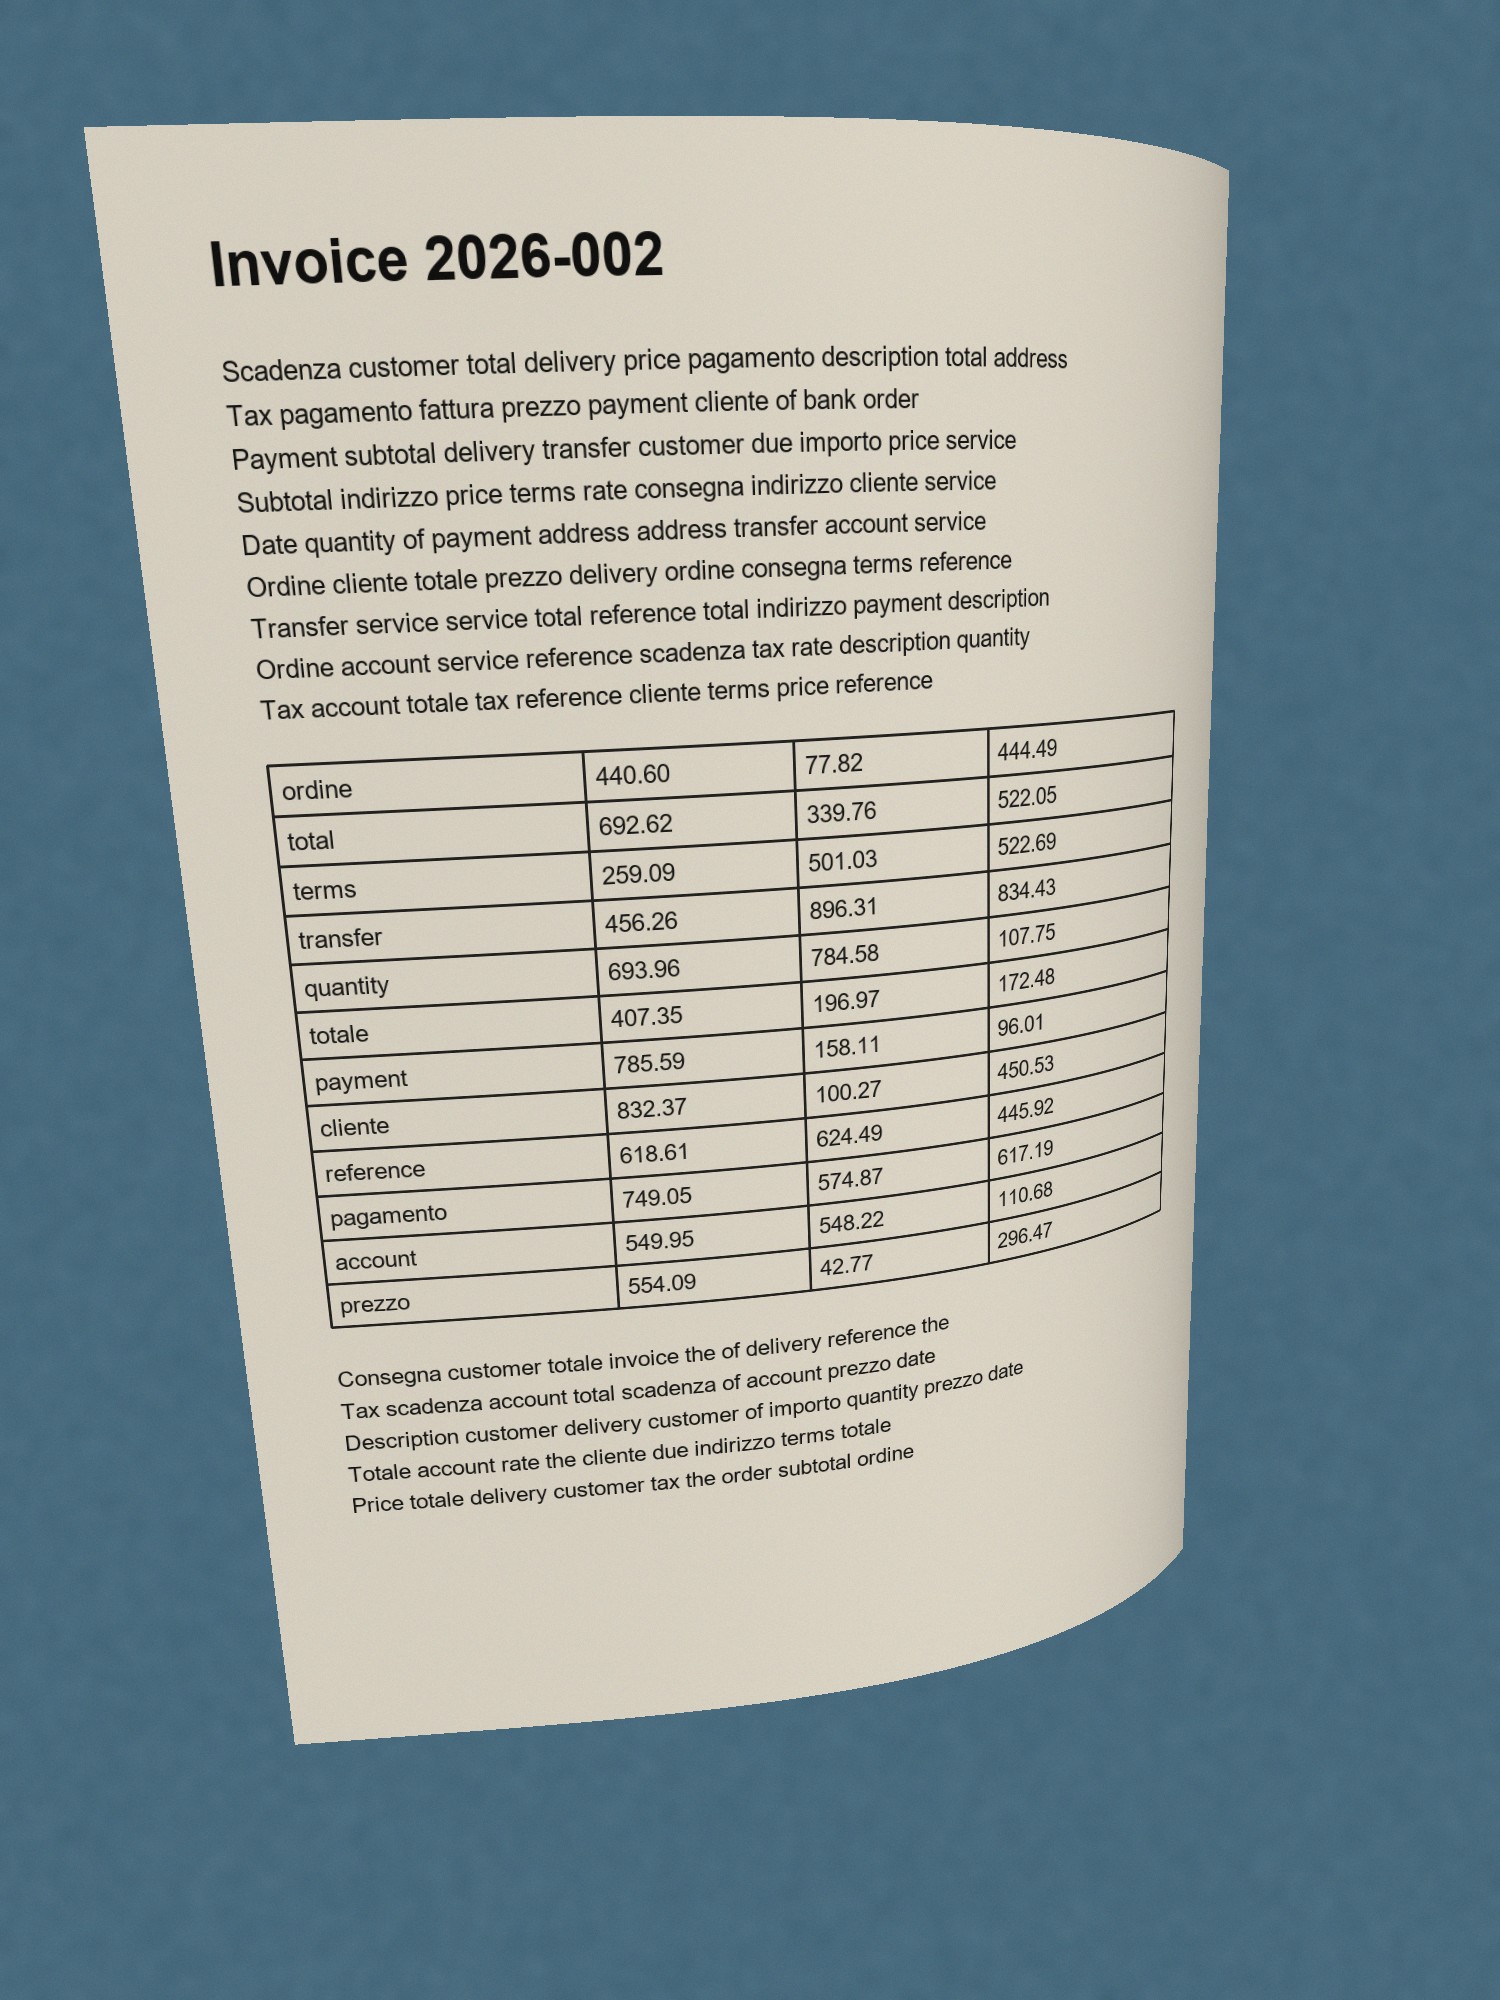 Invoice 2026-002
Scadenza customer total delivery price pagamento description total address
Tax pagamento fattura prezzo payment cliente of bank order
Payment subtotal delivery transfer customer due importo price service
Subtotal indirizzo price terms rate consegna indirizzo cliente service
Date quantity of payment address address transfer account service
Ordine cliente totale prezzo delivery ordine consegna terms reference
Transfer service service total reference total indirizzo payment description
Ordine account service reference scadenza tax rate description quantity
Tax account totale tax reference cliente terms price reference
ordine 440.60 77.82 444.49
total 692.62 339.76 522.05
terms 259.09 501.03 522.69
transfer 456.26 896.31 834.43
quantity 693.96 784.58 107.75
totale 407.35 196.97 172.48
payment 785.59 158.11 96.01
cliente 832.37 100.27 450.53
reference 618.61 624.49 445.92
pagamento 749.05 574.87 617.19
account 549.95 548.22 110.68
prezzo 554.09 42.77 296.47
Consegna customer totale invoice the of delivery reference the
Tax scadenza account total scadenza of account prezzo date
Description customer delivery customer of importo quantity prezzo date
Totale account rate the cliente due indirizzo terms totale
Price totale delivery customer tax the order subtotal ordine